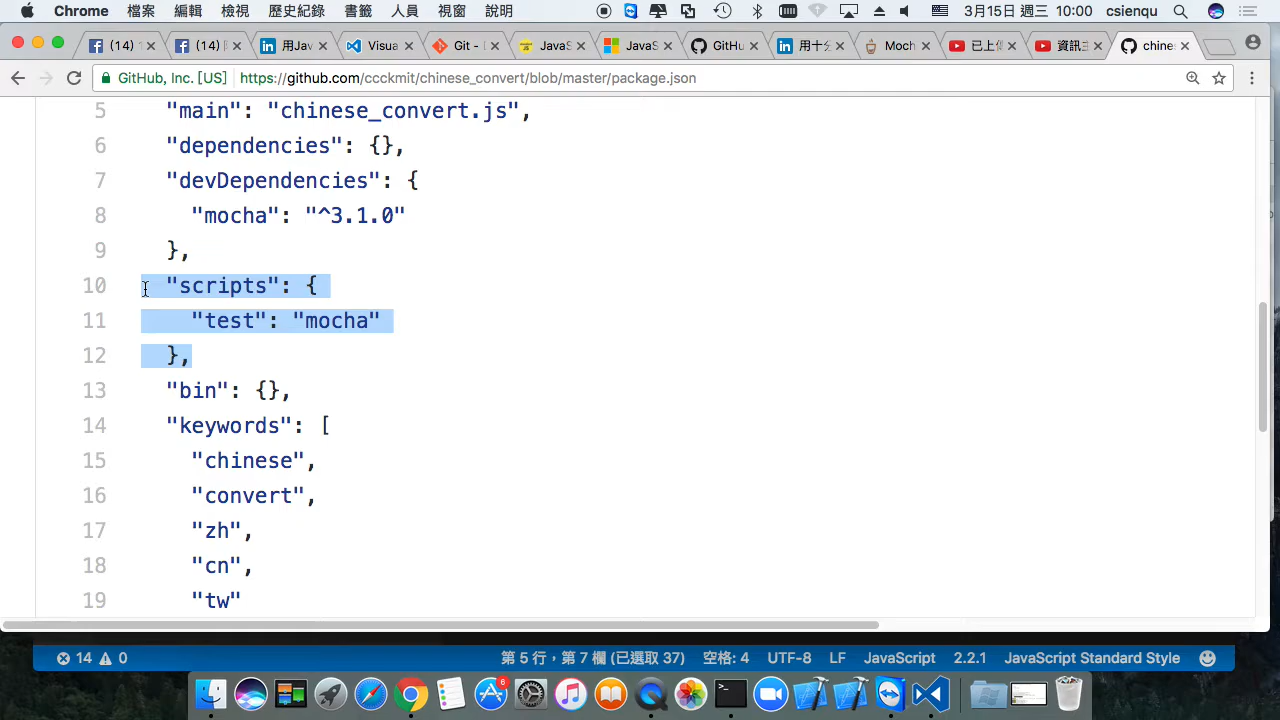 Chrome 檔案 編輯 檢視 歷史紀錄 書籤 人員 視窗 說明 3月15日 週三 10:00 csienqu
(14) 1 (14) 用Jav Visua Git - JavaS JavaS GitHu 用十分 Moch 已上傳 資訊主 chine
GitHub, Inc. [US] https://github.com/ccckmit/chinese_convert/blob/master/package.json
5 "main": "chinese_convert.js",
6 "dependencies": {},
7 "devDependencies": {
8 "mocha": "^3.1.0"
9 },
10 "scripts": {
11 "test": "mocha"
12 },
13 "bin": {},
14 "keywords": [
15 "chinese",
16 "convert",
17 "zh",
18 "cn",
19 "tw"
14 0 第 5 行，第 7 欄 (已選取 37) 空格: 4 UTF-8 LF JavaScript 2.2.1 JavaScript Standard Style
6